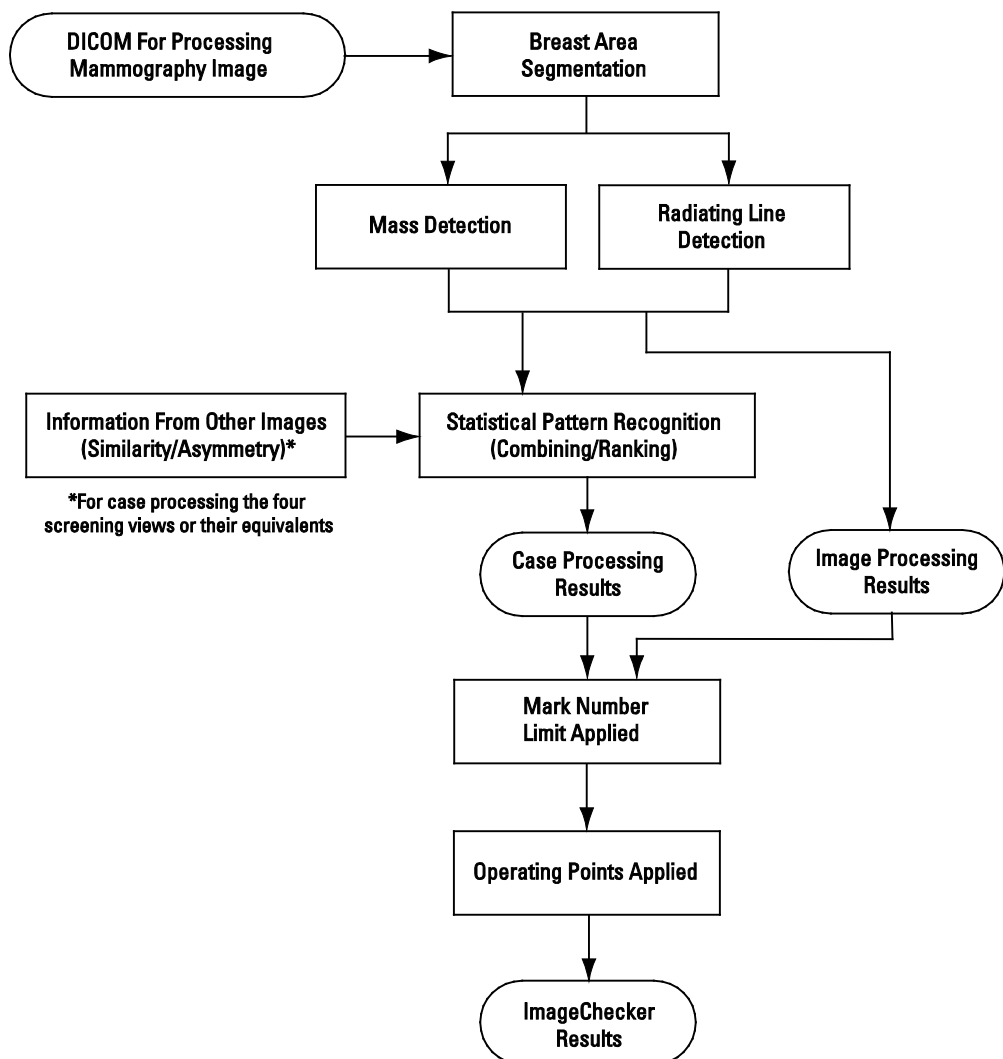 DICOM For Processing
Mammography Image
Breast Area
Segmentation
Mass Detection
Radiating Line
Detection
Information From Other Images
(Similarity/Asymmetry)*
Statistical Pattern Recognition
(Combining/Ranking)
*For case processing the four
screening views or their equivalents
Case Processing
Results
Image Processing
Results
Mark Number
Limit Applied
Operating Points Applied
ImageChecker
Results